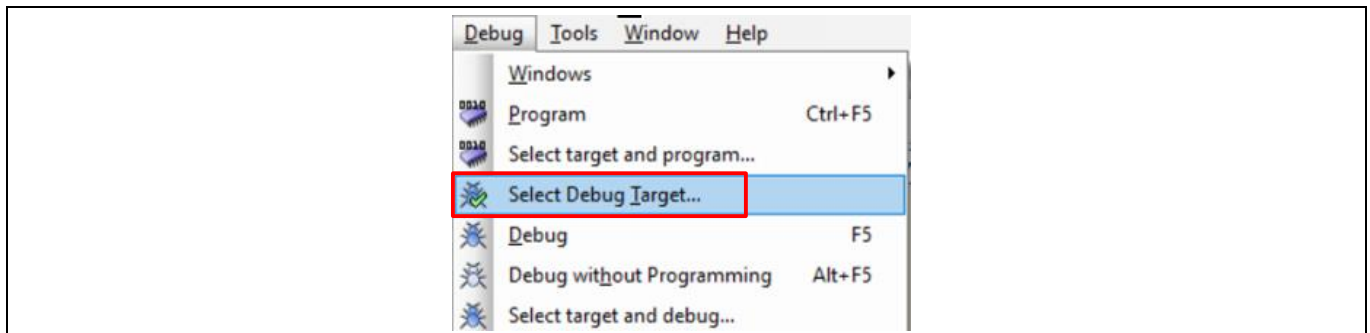 Debug Tools Window Help
Windows
Program Ctrl+F5
Select target and program...
Select Debug Target...
Debug F5
Debug without Programming Alt+F5
Select target and debug...